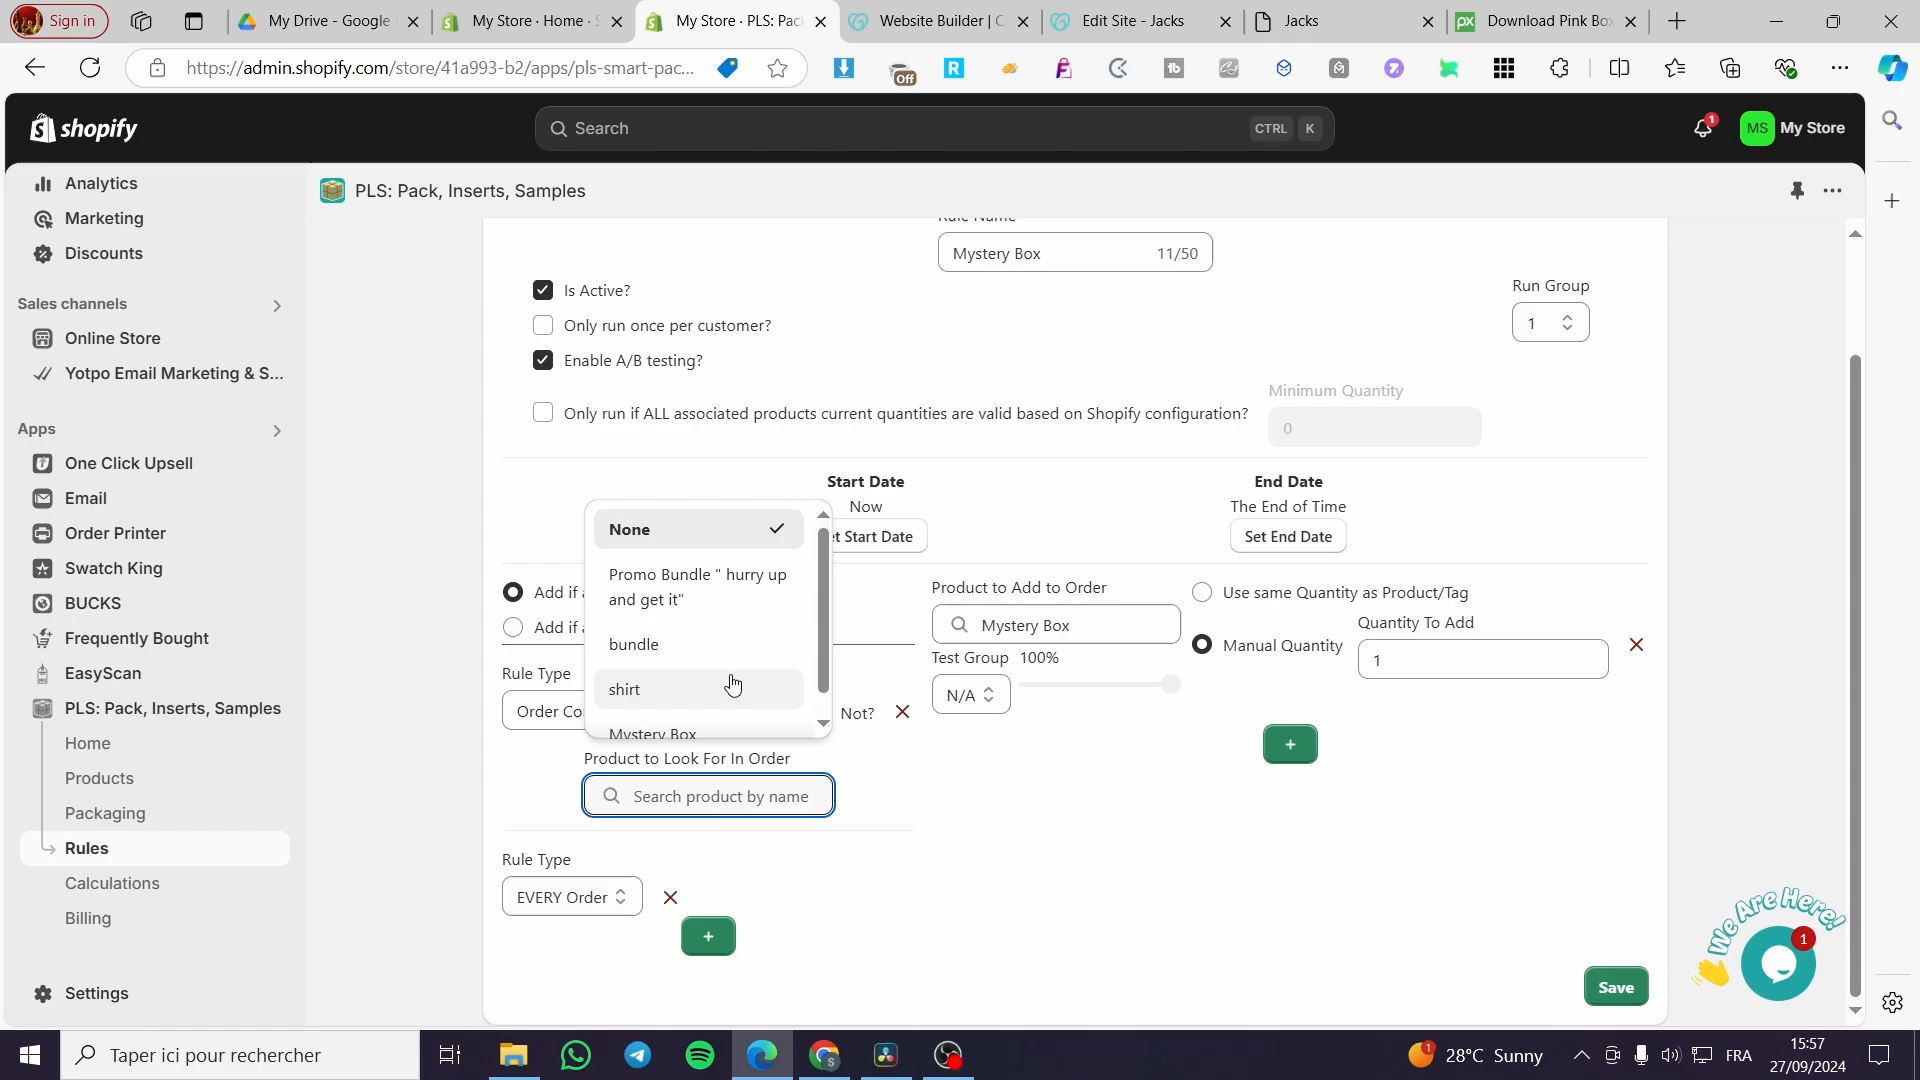 Sign in
My Drive - Google
My Store · Home · S
My Store · PLS: Pac
Website Builder | C
Edit Site - Jacks
Jacks
Download Pink Bo
https://admin.shopify.com/store/41a993-b2/apps/pls-smart-pac...
Off
shopify
Search
CTRL K
1
MS My Store
Analytics
Marketing
Discounts
Sales channels
Online Store
Yotpo Email Marketing & S...
Apps
One Click Upsell
Email
Order Printer
Swatch King
BUCKS
Frequently Bought
EasyScan
PLS: Pack, Inserts, Samples
Home
Products
Packaging
Rules
Calculations
Billing
Settings
PLS: Pack, Inserts, Samples
Rule Name
Mystery Box 11/50
Is Active?
Only run once per customer?
Enable A/B testing?
Run Group
1
Only run if ALL associated products current quantities are valid based on Shopify configuration?
Minimum Quantity
0
Start Date
Now
et Start Date
End Date
The End of Time
Set End Date
None
Promo Bundle " hurry up
and get it"
bundle
shirt
Mystery Box
Add if
Add if
Rule Type
Order Co
Not?
Product to Look For In Order
Search product by name
Rule Type
EVERY Order
+
Product to Add to Order
Mystery Box
Test Group 100%
N/A
Use same Quantity as Product/Tag
Manual Quantity
Quantity To Add
1
+
Save
We Are Here!
1
Taper ici pour rechercher
1
28°C Sunny
FRA
15:57
27/09/2024